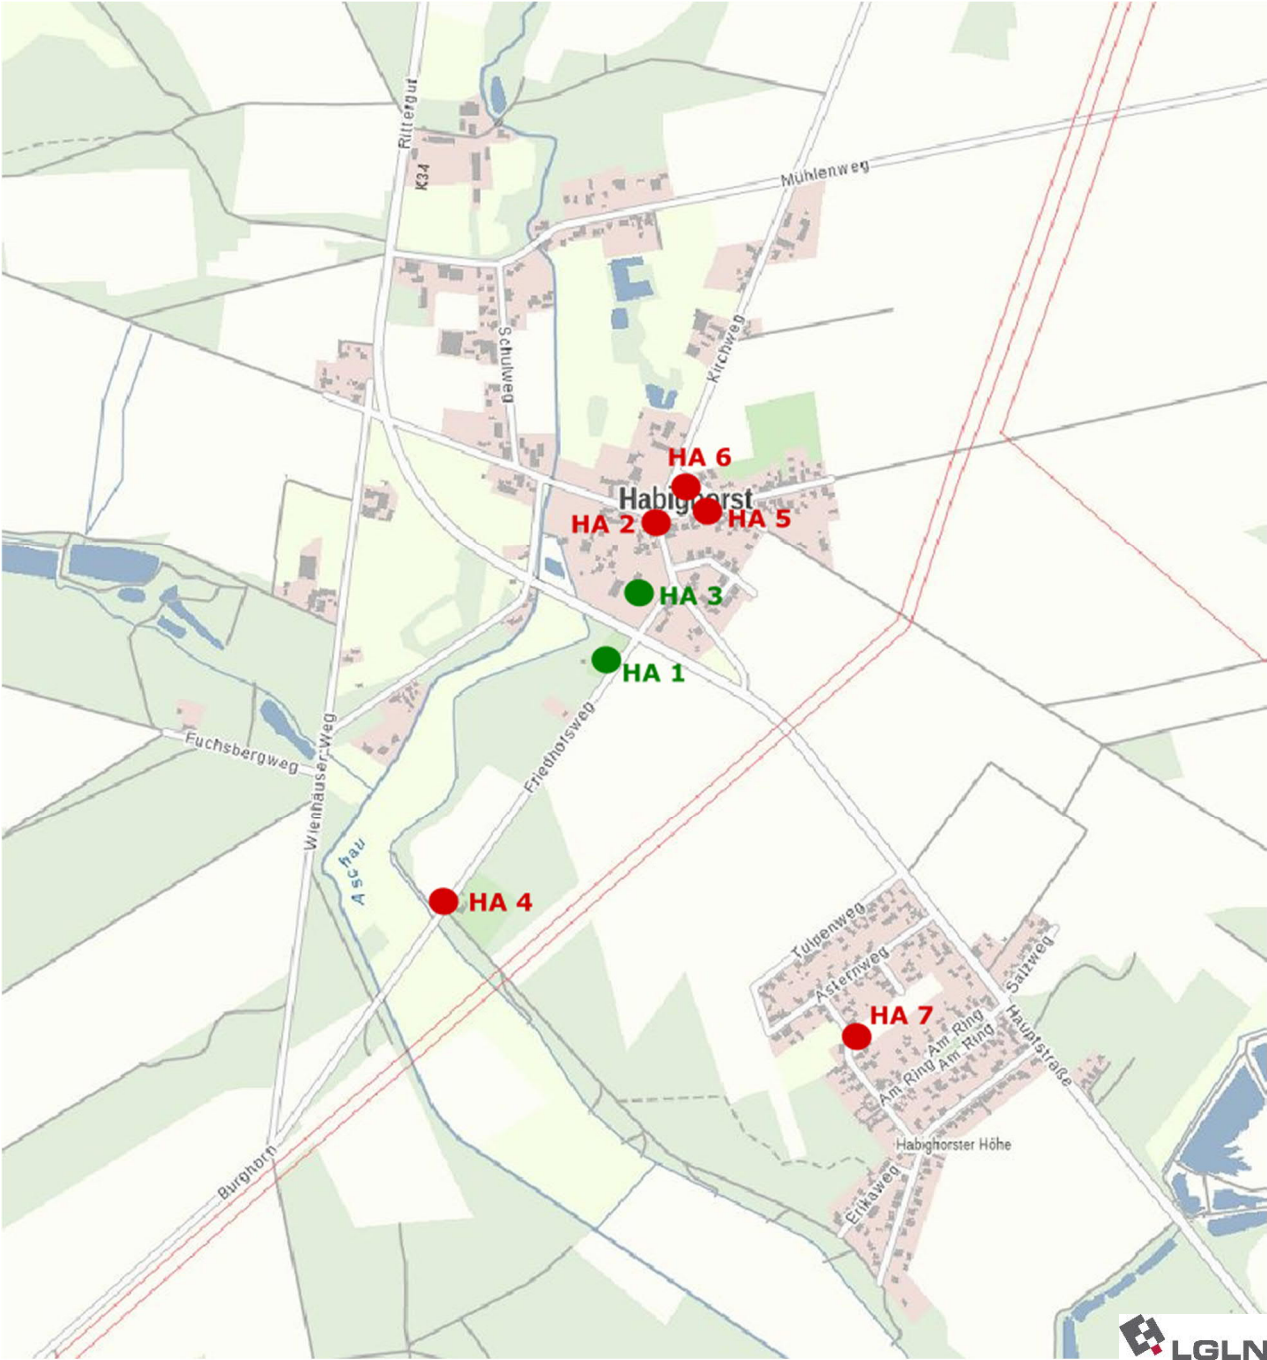 Rittergut
K34
Mühlenweg
Schulweg
Kirchweg
HA 6
Habighorst
HA 2
HA 5
HA 3
HA 1
Fuchsbergweg
Wienhäuser Weg
Friedhofsweg
Aschau
HA 4
Tulpenweg
Asternweg
Salzweg
HA 7
Am Ring
Am Ring
Am Ring
Hauptstraße
Habighorster Höhe
Erikaweg
Burghorn
LGLN